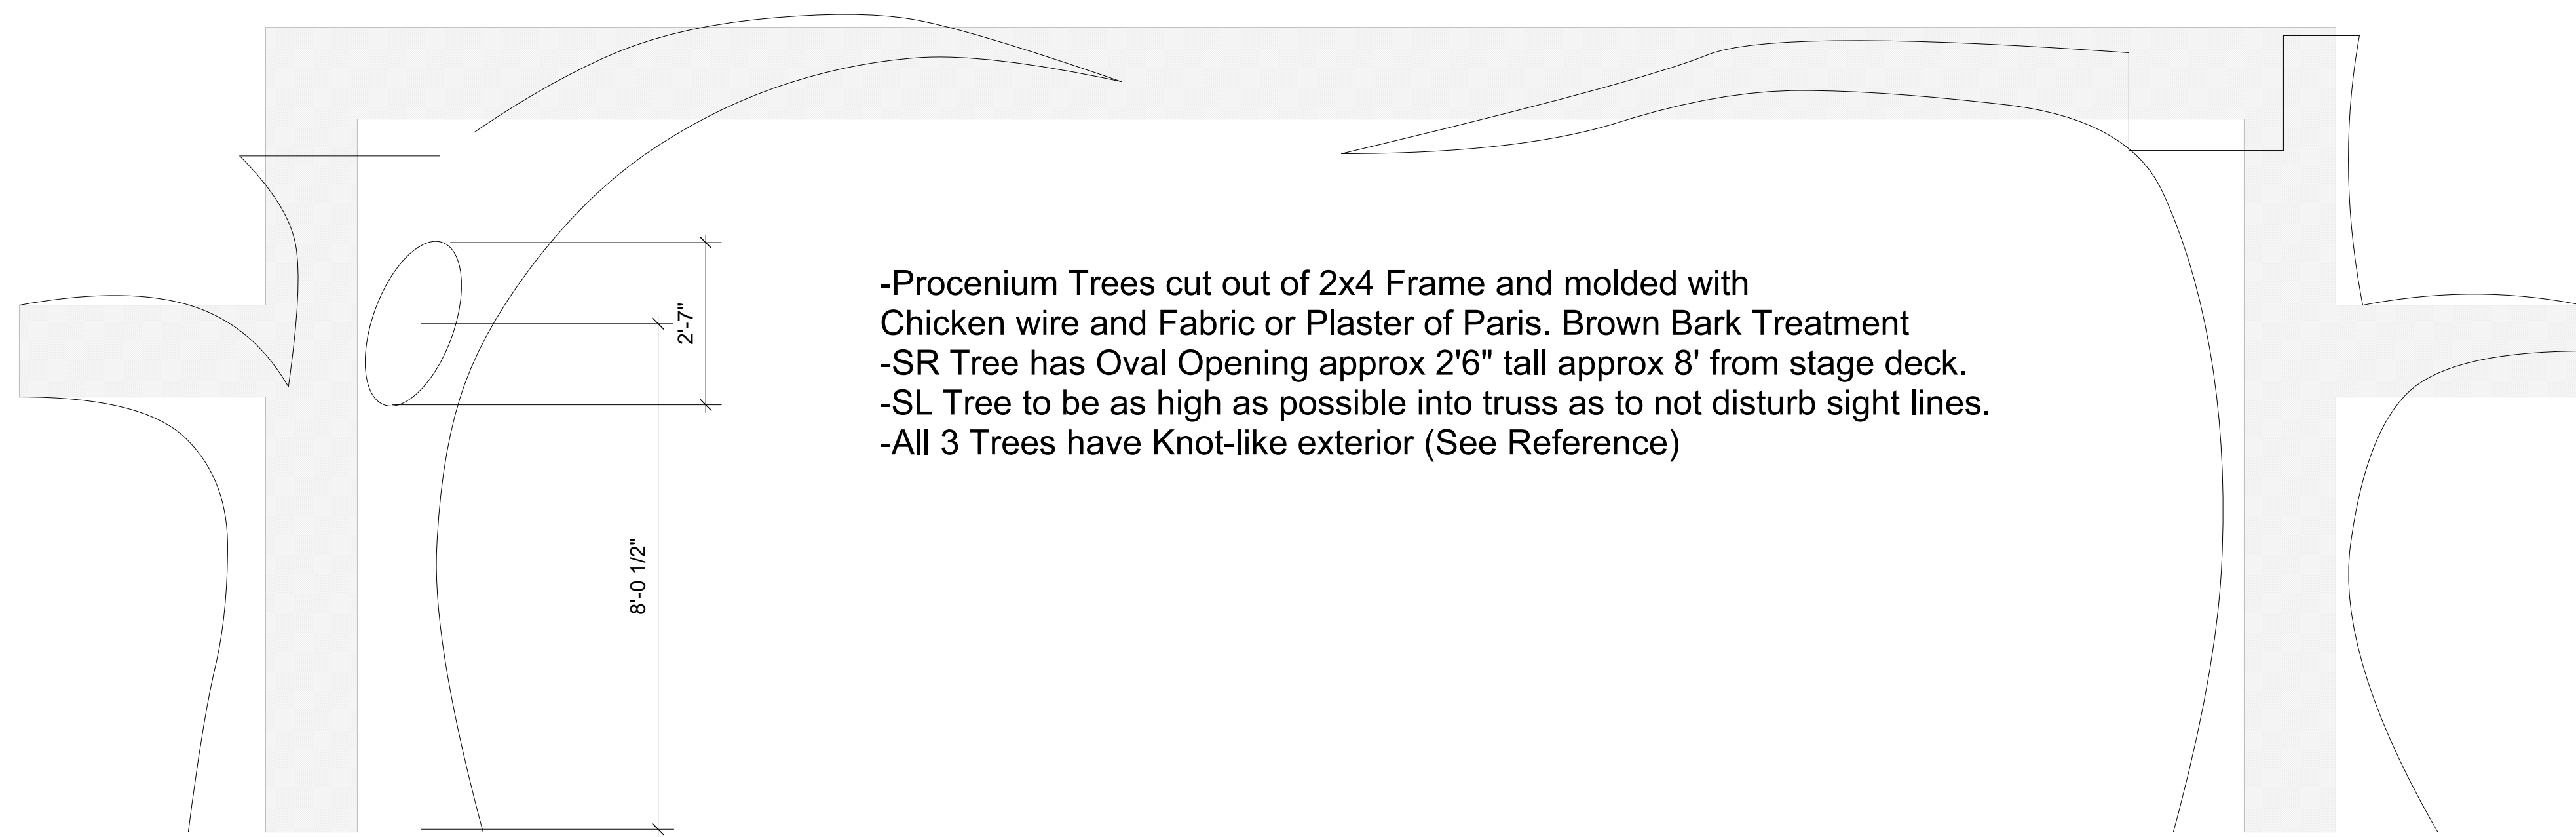 -Procenium Trees cut out of 2x4 Frame and molded with
Chicken wire and Fabric or Plaster of Paris. Brown Bark Treatment
-SR Tree has Oval Opening approx 2'6" tall approx 8' from stage deck.
-SL Tree to be as high as possible into truss as to not disturb sight lines.
-All 3 Trees have Knot-like exterior (See Reference)
2'-7"
8'-0 1/2"